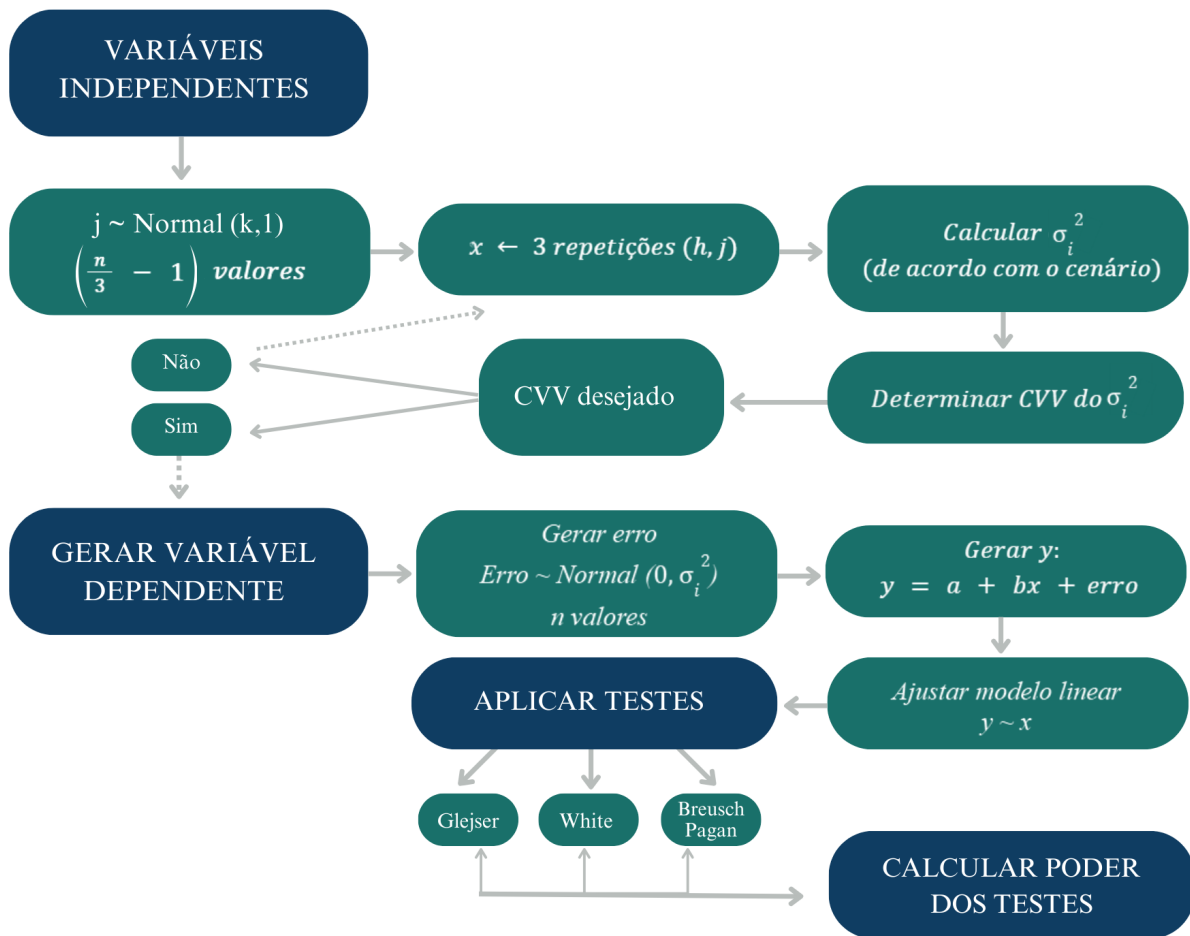 VARIÁVEIS
INDEPENDENTES
j ~ Normal (k,1)
(n/3 − 1) valores
x ← 3 repetições (h, j)
Calcular σᵢ²
(de acordo com o cenário)
Não
Sim
CVV desejado
Determinar CVV do σᵢ²
GERAR VARIÁVEL
DEPENDENTE
Gerar erro
Erro ~ Normal (0, σᵢ²)
n valores
Gerar y:
y = a + bx + erro
APLICAR TESTES
Ajustar modelo linear
y ~ x
Glejser
White
Breusch
Pagan
CALCULAR PODER
DOS TESTES